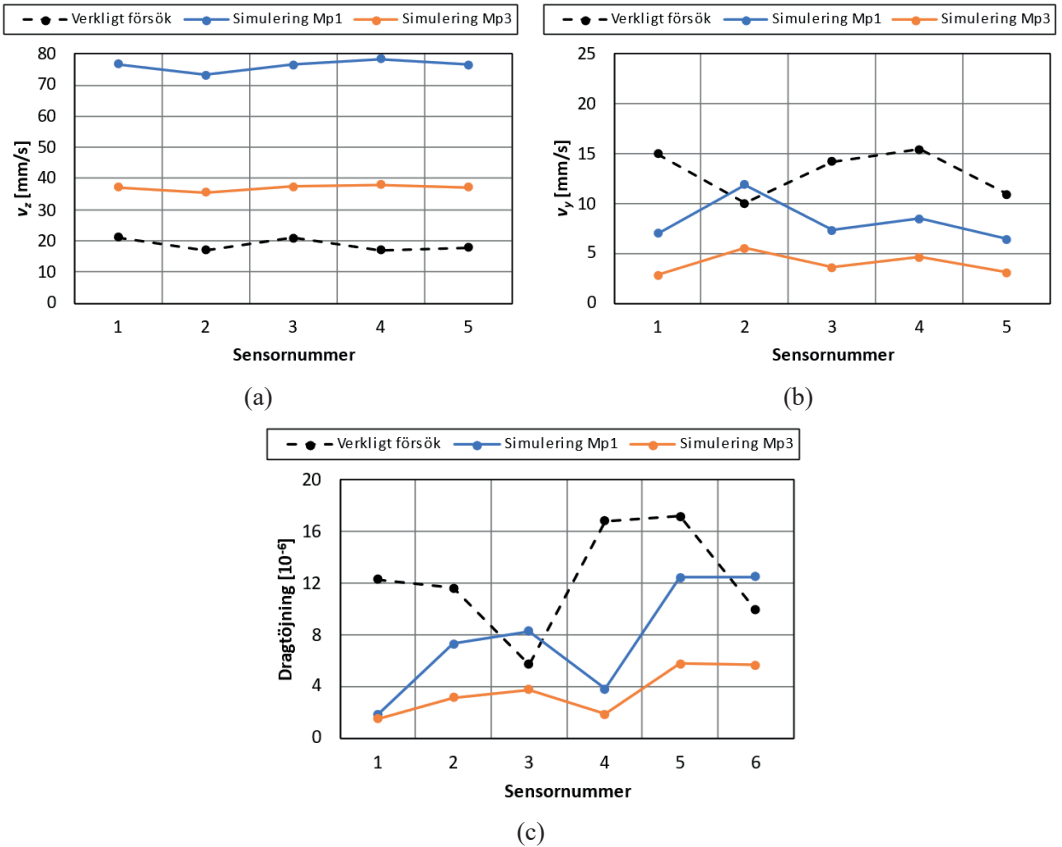 Verkligt försök Simulering Mp1 Simulering Mp3
vz [mm/s]
80
70
60
50
40
30
20
10
0
1 2 3 4 5
Sensornummer
(a)
Verkligt försök Simulering Mp1 Simulering Mp3
vy [mm/s]
25
20
15
10
5
0
1 2 3 4 5
Sensornummer
(b)
Verkligt försök Simulering Mp1 Simulering Mp3
Dragtöjning [10⁻⁶]
20
16
12
8
4
0
1 2 3 4 5 6
Sensornummer
(c)